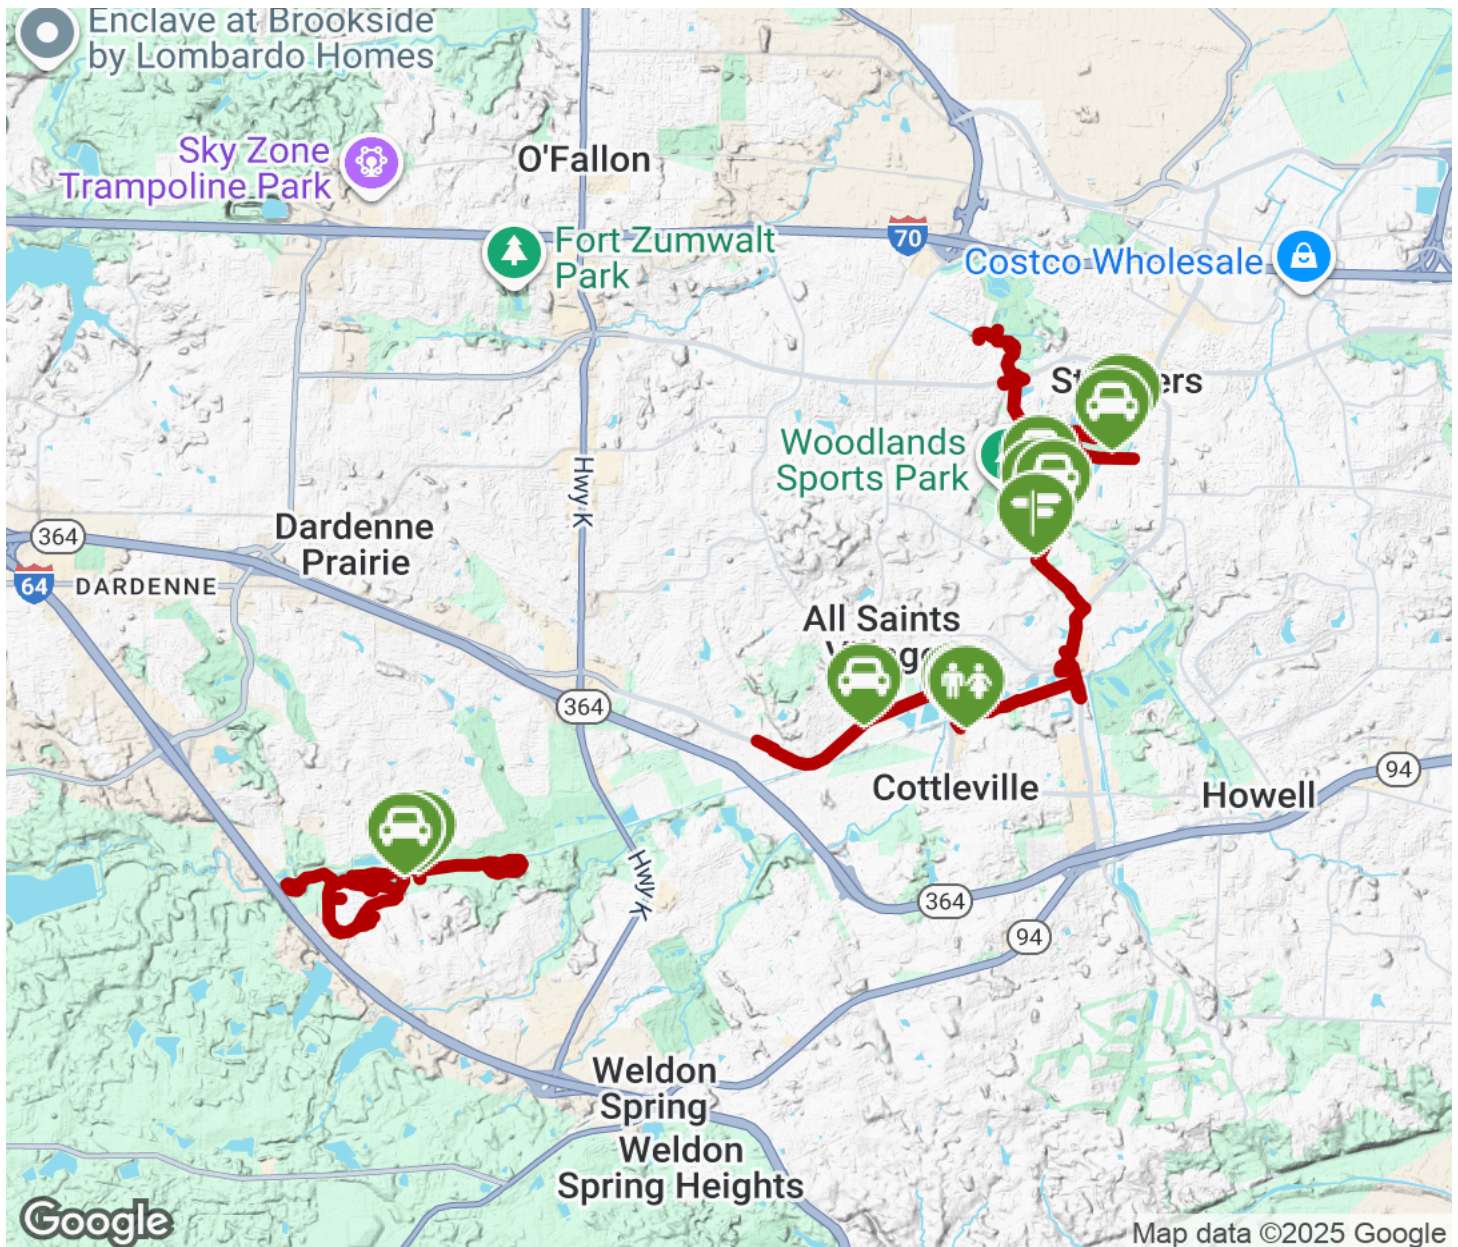 Enclave at Brookside
by Lombardo Homes
Sky Zone
Trampoline Park
O'Fallon
Fort Zumwalt
Park
70
Costco Wholesale
Woodlands
Sports Park
Hwy K
364
64
DARDENNE
Dardenne
Prairie
All Saints
364
Cottleville
Howell
94
Hwy K
364
94
Weldon
Spring
Weldon
Spring Heights
Google
Map data ©2025 Google